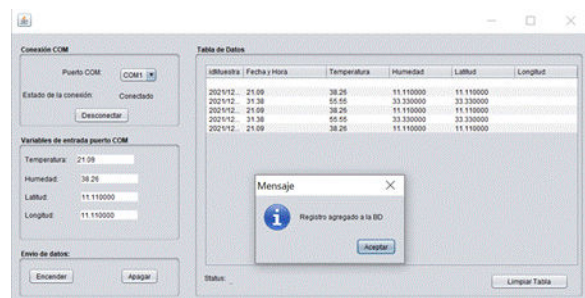 Conexión COM
Puerto COM: COM1
Estado de la conexión: Conectado
Desconectar
Variables de entrada puerto COM
Temperatura: 21.09
Humedad: 38.26
Latitud: 11.110000
Longitud: 11.110000
Envio de datos:
Encender Apagar
Tabla de Datos
idMuestra Fecha y Hora Temperatura Humedad Latitud Longitud
2021/12... 21.09 38.26 11.110000 11.110000
2021/12... 31.38 55.55 33.330000 33.330000
2021/12... 21.09 38.26 11.110000 11.110000
2021/12... 31.38 55.55 33.330000 33.330000
2021/12... 21.09 38.26 11.110000 11.110000
Mensaje
Registro agregado a la BD
Aceptar
Status: _
Limpiar Tabla